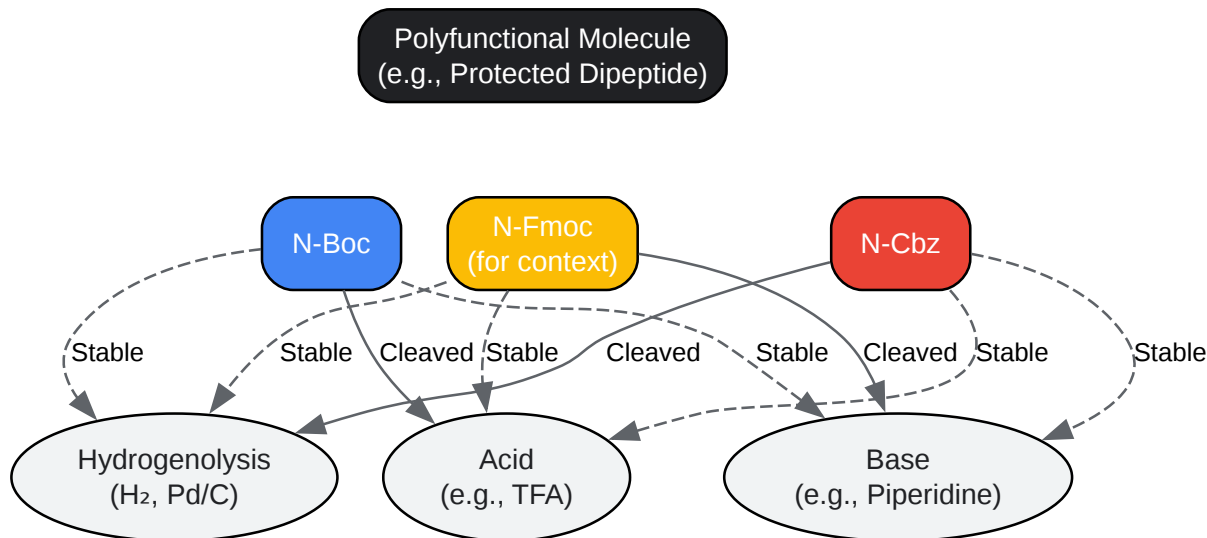 Polyfunctional Molecule
(e.g., Protected Dipeptide)
N-Boc
N-Fmoc
(for context)
N-Cbz
Stable
Stable
Cleaved
Stable
Cleaved
Stable
Cleaved
Stable
Stable
Hydrogenolysis
(H₂, Pd/C)
Acid
(e.g., TFA)
Base
(e.g., Piperidine)